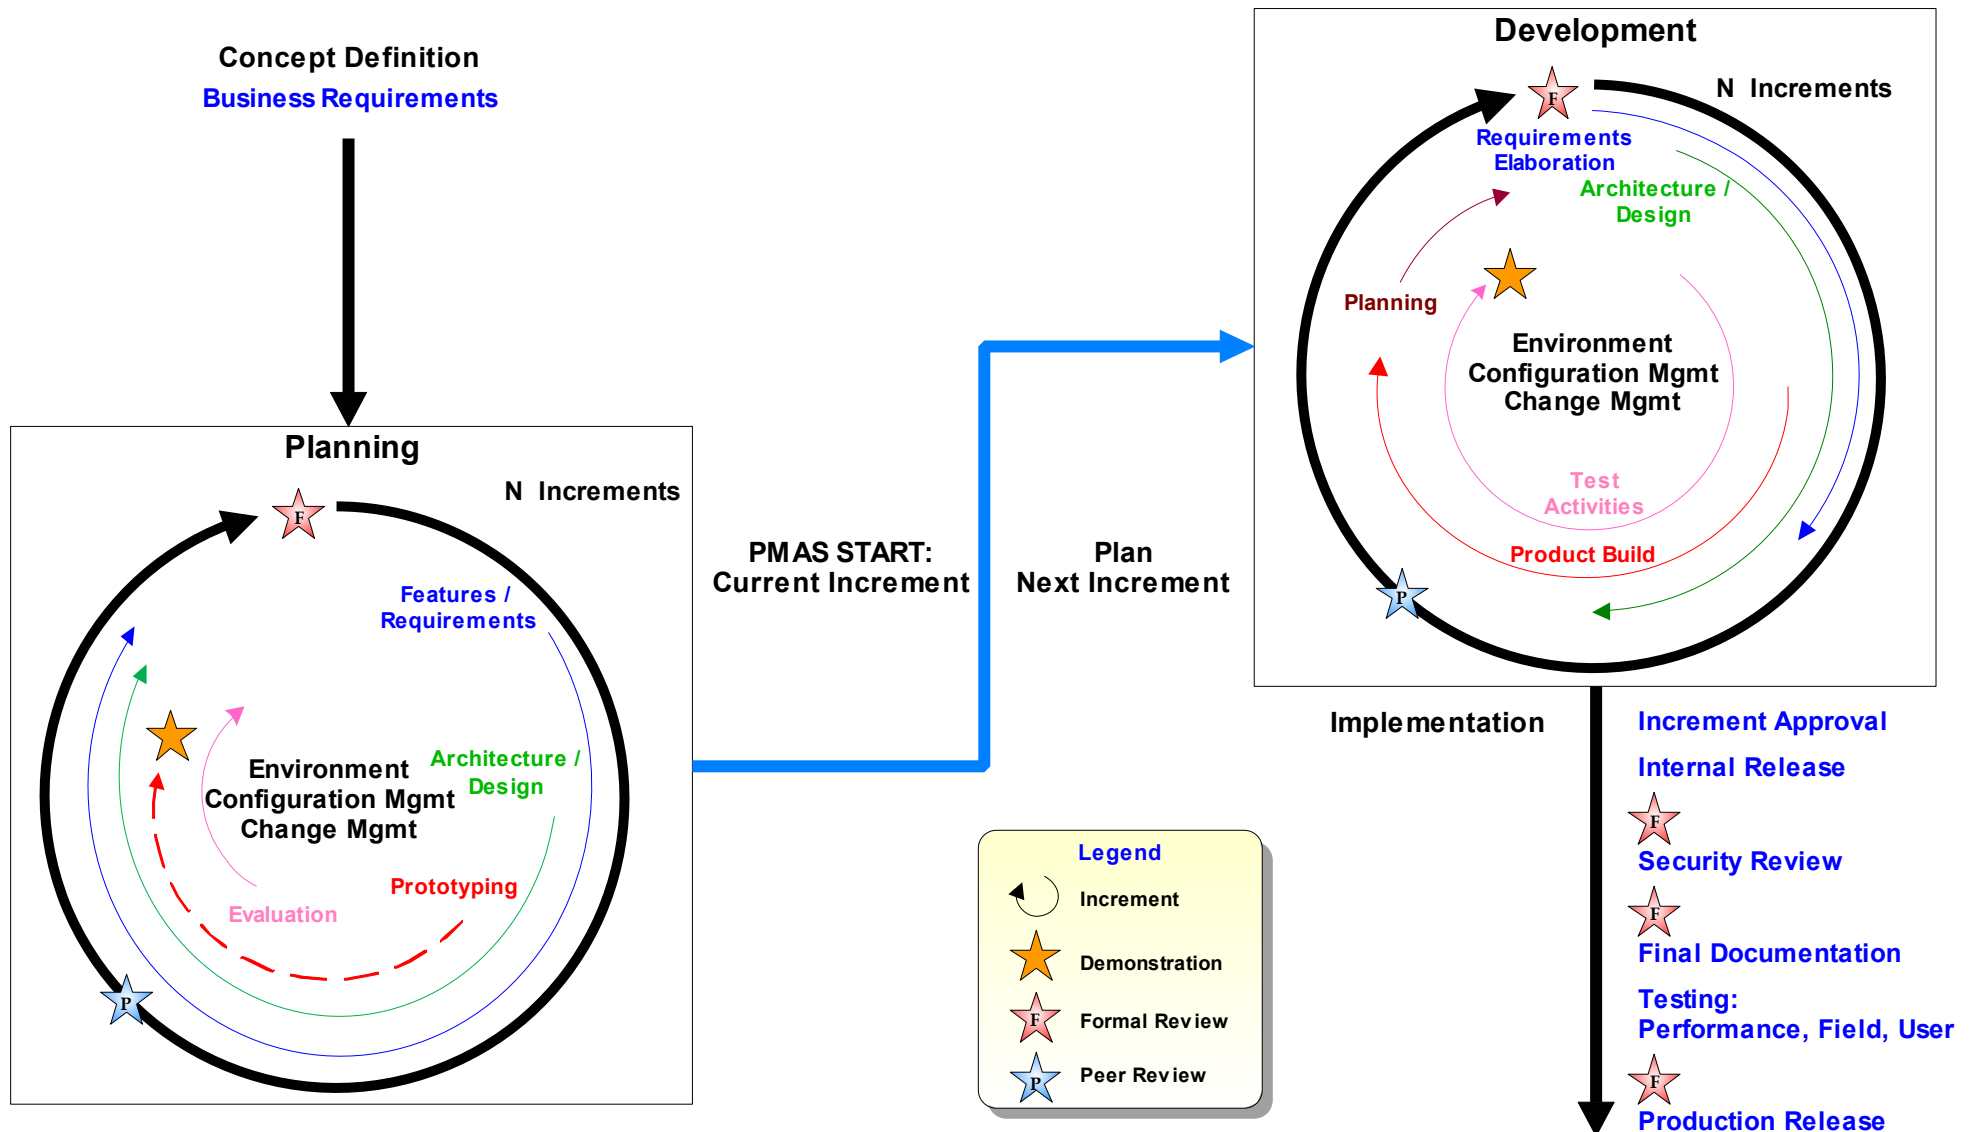 Concept Definition
Business Requirements
Planning
N Increments
F
Features /
Requirements
Architecture /
Design
Environment
Configuration Mgmt
Change Mgmt
Prototyping
Evaluation
P
PMAS START:
Current Increment
Plan
Next Increment
Development
N Increments
F
Requirements
Elaboration
Architecture /
Design
Planning
Environment
Configuration Mgmt
Change Mgmt
Test
Activities
Product Build
P
Legend
Increment
Demonstration
F
Formal Review
P
Peer Review
Implementation
Increment Approval
Internal Release
F
Security Review
F
Final Documentation
Testing:
Performance, Field, User
F
Production Release